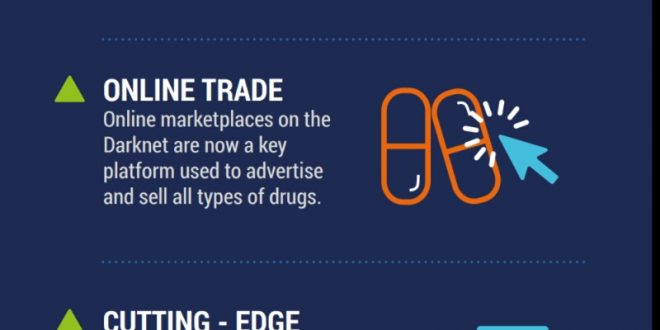 ONLINE TRADE
Online marketplaces on the
Darknet are now a key
platform used to advertise
and sell all types of drugs.
CUTTING - EDGE